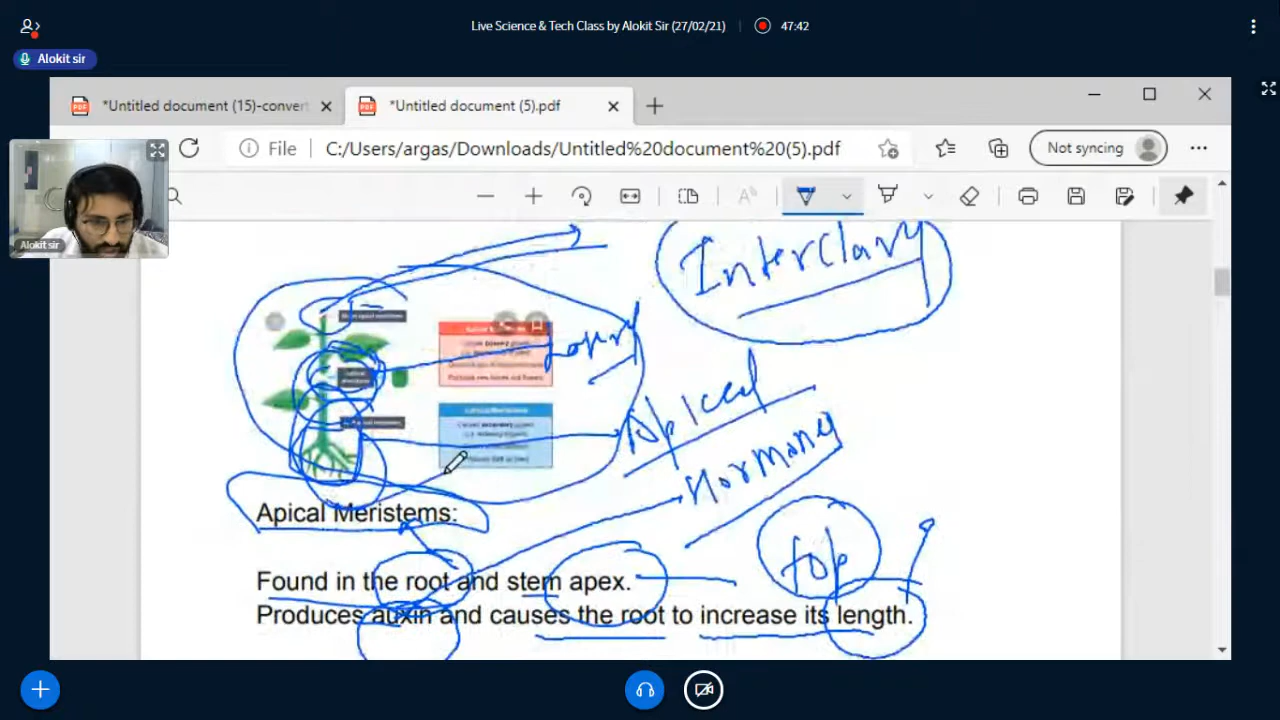 Live Science & Tech Class by Alokit Sir (27/02/21)
47:42
Alokit sir
*Untitled document (15)-convert
*Untitled document (5).pdf
File
C:/Users/argas/Downloads/Untitled%20document%20(5).pdf
Not syncing
Alokit sir
Apical
Hormony
top
Apical Meristems:
Found in the root and stem apex.
Produces auxin and causes the root to increase its length.